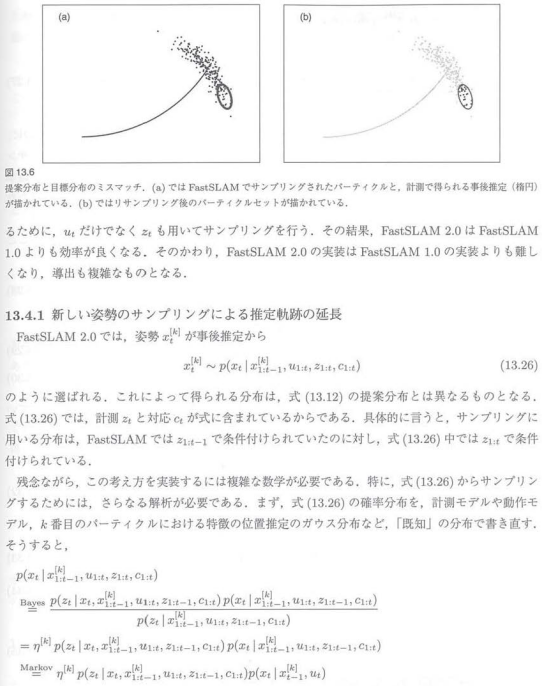 (a)
(b)
図 13.6
提案分布と目標分布のミスマッチ．(a) では FastSLAM でサンプリングされたパーティクルと，計測で得られる事後推定（楕円）
が描かれている．(b) ではリサンプリング後のパーティクルセットが描かれている．
るために，u_t だけでなく z_t も用いてサンプリングを行う．その結果，FastSLAM 2.0 は FastSLAM
1.0 よりも効率が良くなる．そのかわり，FastSLAM 2.0 の実装は FastSLAM 1.0 の実装よりも難し
くなり，導出も複雑なものとなる．
13.4.1 新しい姿勢のサンプリングによる推定軌跡の延長
FastSLAM 2.0 では，姿勢 x_t^{[k]} が事後推定から
x_t^{[k]} ~ p(x_t | x_{1:t-1}^{[k]}, u_{1:t}, z_{1:t}, c_{1:t}) (13.26)
のように選ばれる．これによって得られる分布は，式 (13.12) の提案分布とは異なるものとなる．
式 (13.26) では，計測 z_t と対応 c_t が式に含まれているからである．具体的に言うと，サンプリングに
用いる分布は，FastSLAM では z_{1:t-1} で条件付けられていたのに対し，式 (13.26) 中では z_{1:t} で条件
付けられている．
残念ながら，この考え方を実装するには複雑な数学が必要である．特に，式 (13.26) からサンプリン
グするためには，さらなる解析が必要である．まず，式 (13.26) の確率分布を，計測モデルや動作モ
デル，k 番目のパーティクルにおける特徴の位置推定のガウス分布など，「既知」の分布で書き直す．
そうすると，
p(x_t | x_{1:t-1}^{[k]}, u_{1:t}, z_{1:t}, c_{1:t})
Bayes
= p(z_t | x_t, x_{1:t-1}^{[k]}, u_{1:t}, z_{1:t-1}, c_{1:t}) p(x_t | x_{1:t-1}^{[k]}, u_{1:t}, z_{1:t-1}, c_{1:t})
p(z_t | x_{1:t-1}^{[k]}, u_{1:t}, z_{1:t-1}, c_{1:t})
= η^{[k]} p(z_t | x_t, x_{1:t-1}^{[k]}, u_{1:t}, z_{1:t-1}, c_{1:t}) p(x_t | x_{1:t-1}^{[k]}, u_{1:t}, z_{1:t-1}, c_{1:t})
Markov
= η^{[k]} p(z_t | x_t, x_{1:t-1}^{[k]}, u_{1:t}, z_{1:t-1}, c_{1:t})p(x_t | x_{t-1}^{[k]}, u_t)